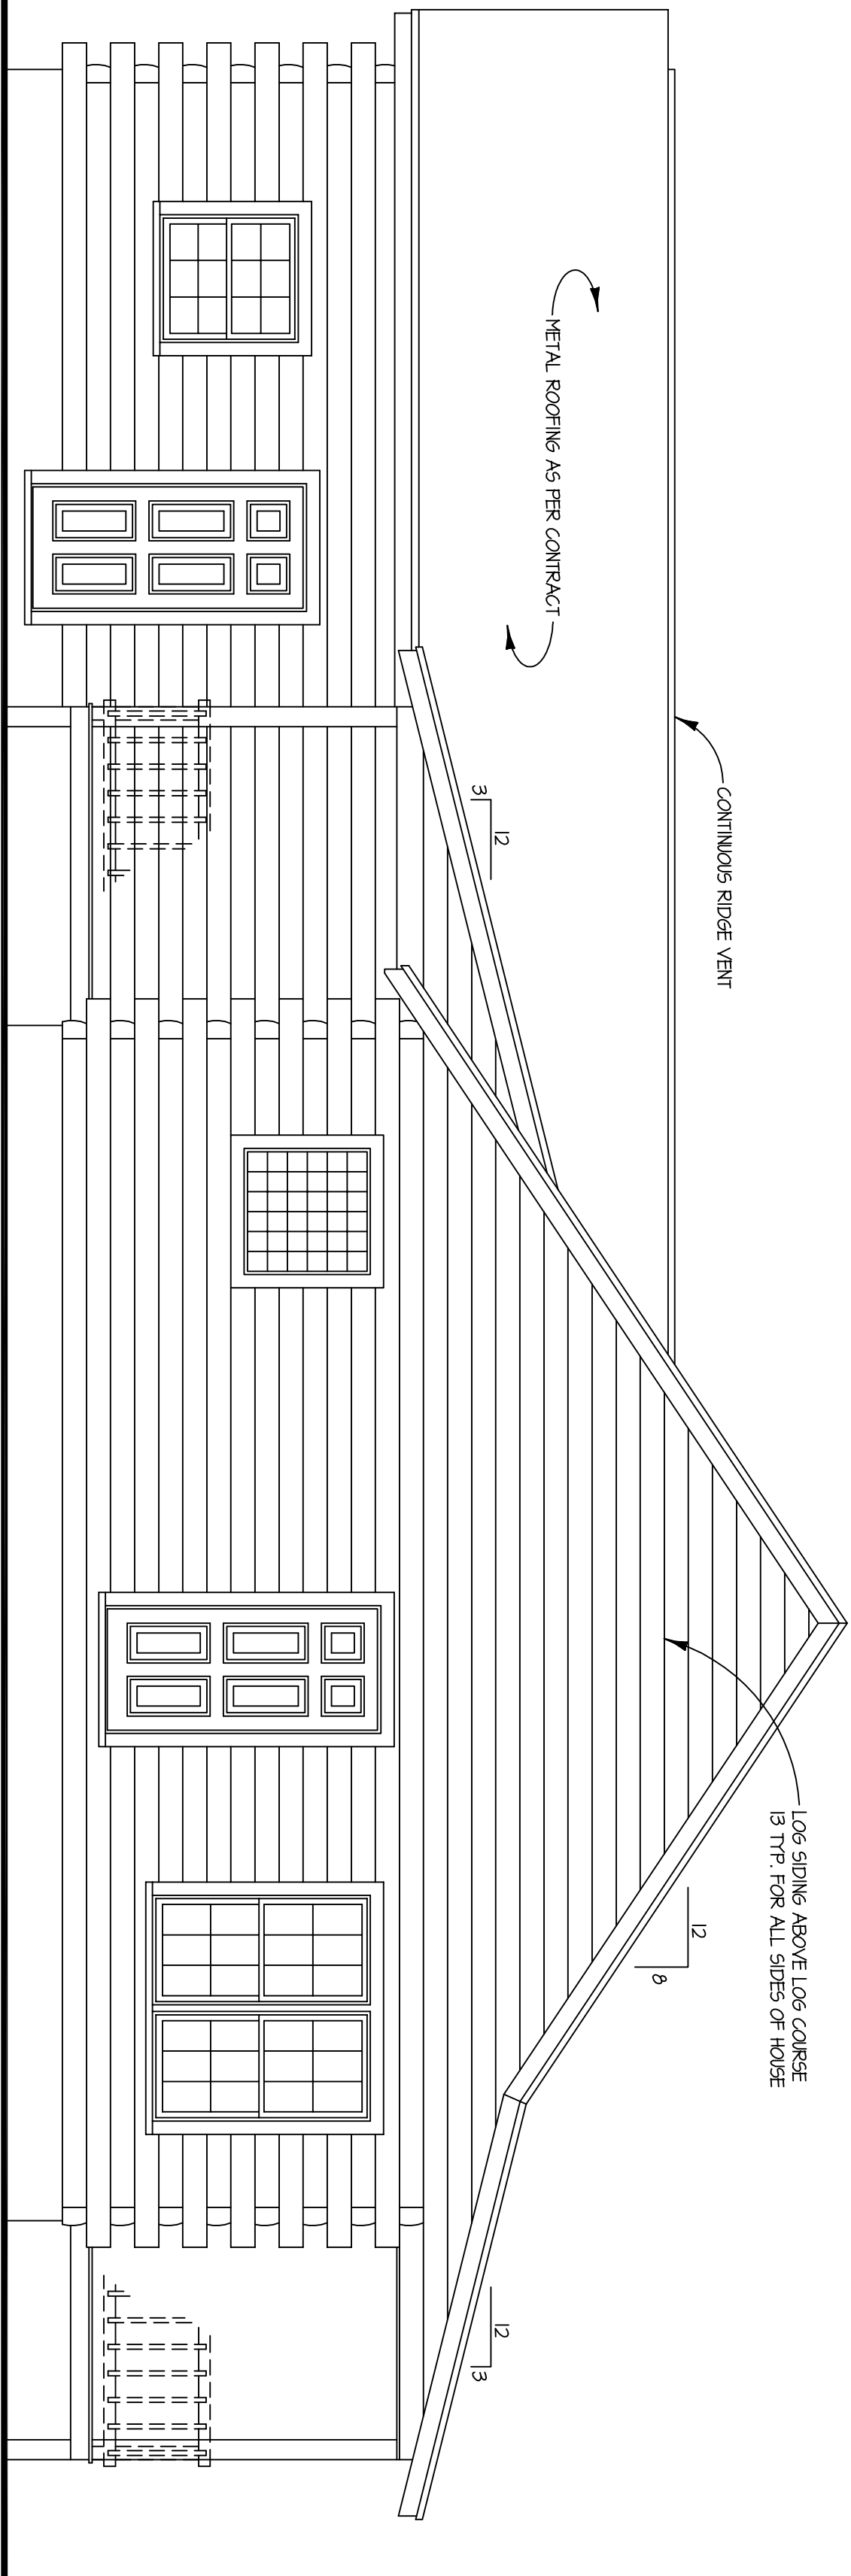 CONTINUOUS RIDGE VENT
LOG SIDING ABOVE LOG COURSE
13 TYP. FOR ALL SIDES OF HOUSE
METAL ROOFING AS PER CONTRACT
12
3
12
8
12
3